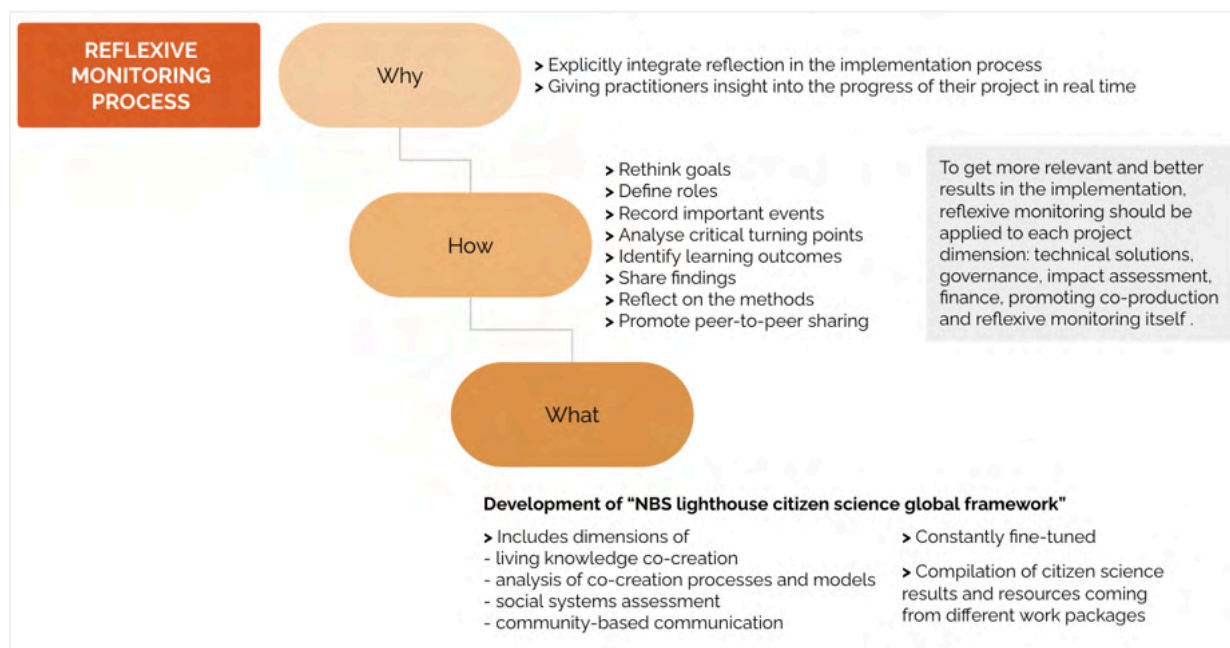 REFLEXIVE
MONITORING
PROCESS
Why
> Explicitly integrate reflection in the implementation process
> Giving practitioners insight into the progress of their project in real time
How
> Rethink goals
> Define roles
> Record important events
> Analyse critical turning points
> Identify learning outcomes
> Share findings
> Reflect on the methods
> Promote peer-to-peer sharing
To get more relevant and better
results in the implementation,
reflexive monitoring should be
applied to each project
dimension: technical solutions,
governance, impact assessment,
finance, promoting co-production
and reflexive monitoring itself .
What
Development of “NBS lighthouse citizen science global framework”
> Includes dimensions of
- living knowledge co-creation
- analysis of co-creation processes and models
- social systems assessment
- community-based communication
> Constantly fine-tuned
> Compilation of citizen science
results and resources coming
from different work packages